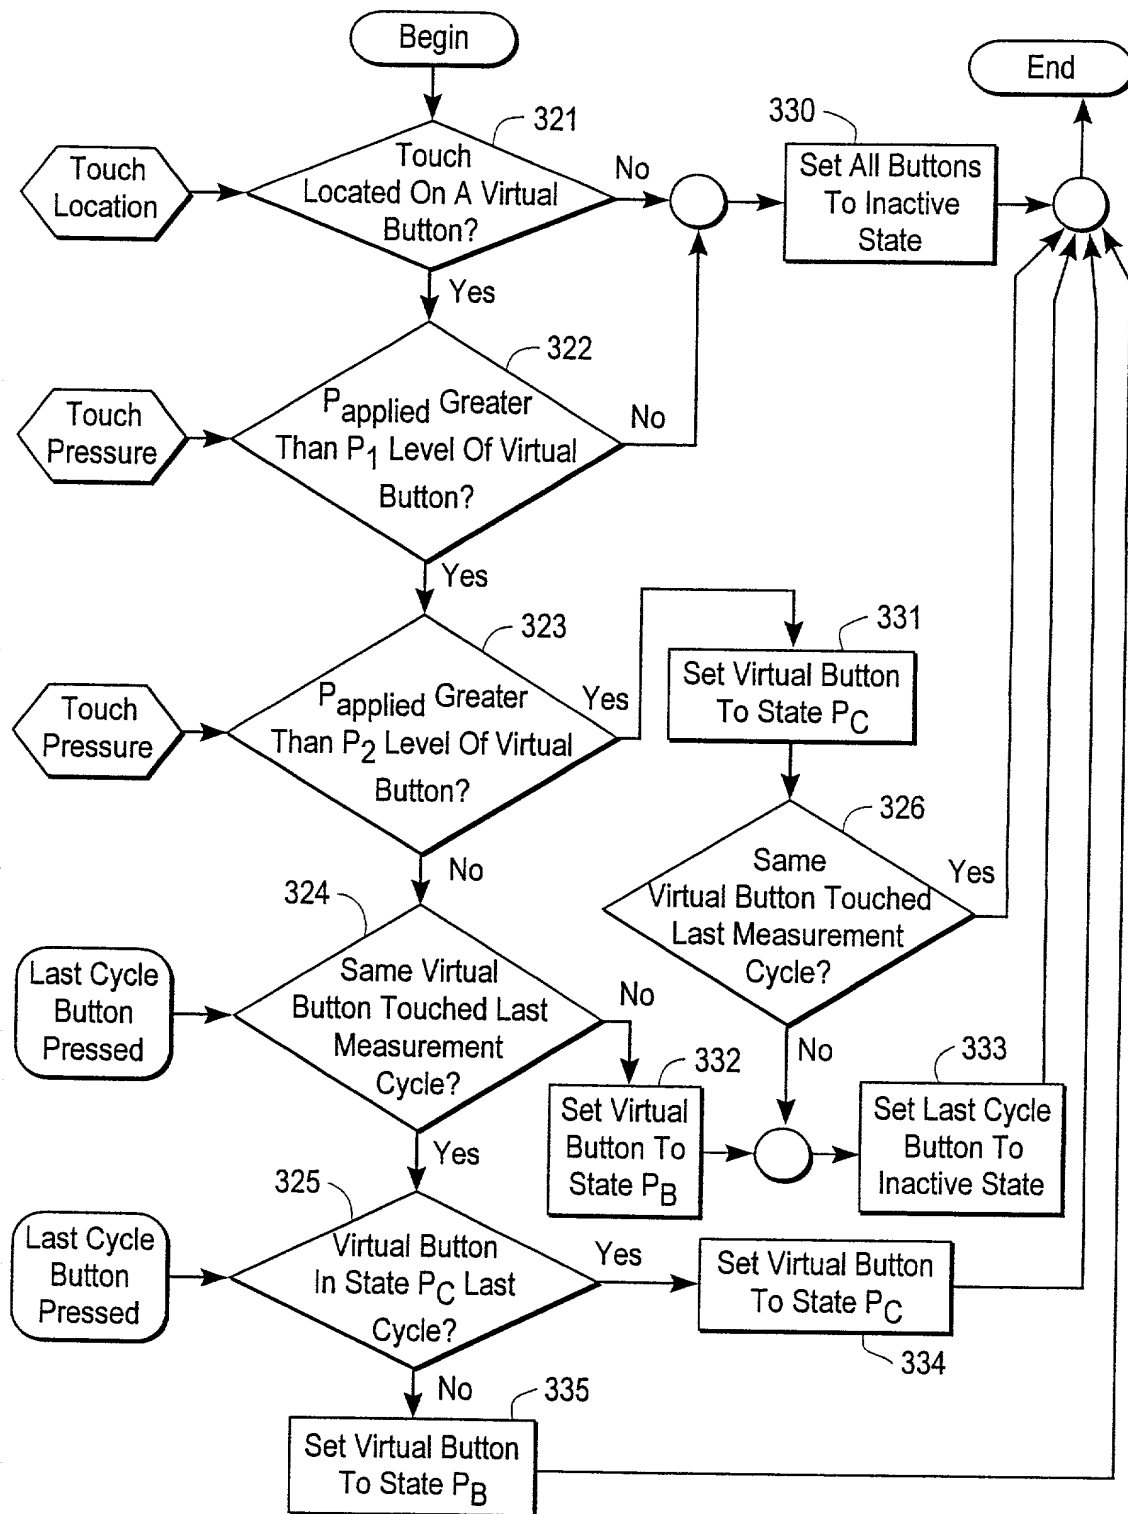 Begin
End
321
330
Touch
Location
Touch
Located On A Virtual
Button?
No
Set All Buttons
To Inactive
State
Yes
322
Touch
Pressure
Papplied Greater
Than P1 Level Of Virtual
Button?
No
Yes
323
331
Touch
Pressure
Papplied Greater
Than P2 Level Of Virtual
Button?
Yes
Set Virtual Button
To State PC
326
No
Same
Virtual Button Touched
Last Measurement
Cycle?
Yes
324
Last Cycle
Button
Pressed
Same Virtual
Button Touched Last
Measurement
Cycle?
No
No
332
333
Set Virtual
Button To
State PB
Set Last Cycle
Button To
Inactive State
Yes
325
Last Cycle
Button
Pressed
Virtual Button
In State PC Last
Cycle?
Yes
Set Virtual Button
To State PC
334
No
335
Set Virtual Button
To State PB